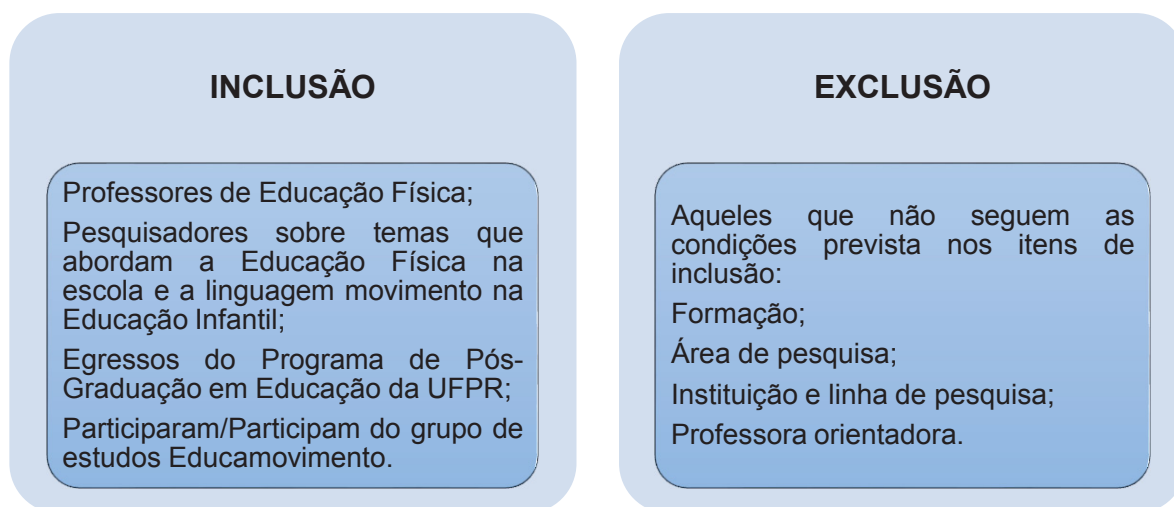 INCLUSÃO
Professores de Educação Física;
Pesquisadores sobre temas que
abordam a Educação Física na
escola e a linguagem movimento na
Educação Infantil;
Egressos do Programa de Pós-
Graduação em Educação da UFPR;
Participaram/Participam do grupo de
estudos Educamovimento.
EXCLUSÃO
Aqueles que não seguem as
condições prevista nos itens de
inclusão:
Formação;
Área de pesquisa;
Instituição e linha de pesquisa;
Professora orientadora.